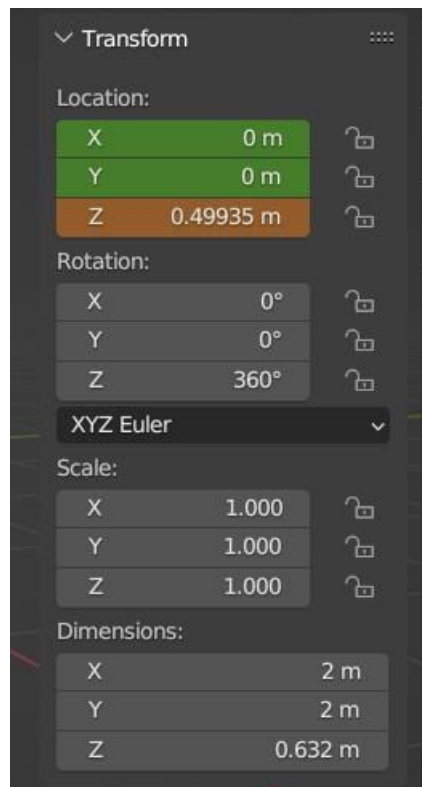 Transform
Location:
X 0 m
Y 0 m
Z 0.49935 m
Rotation:
X 0°
Y 0°
Z 360°
XYZ Euler
Scale:
X 1.000
Y 1.000
Z 1.000
Dimensions:
X 2 m
Y 2 m
Z 0.632 m